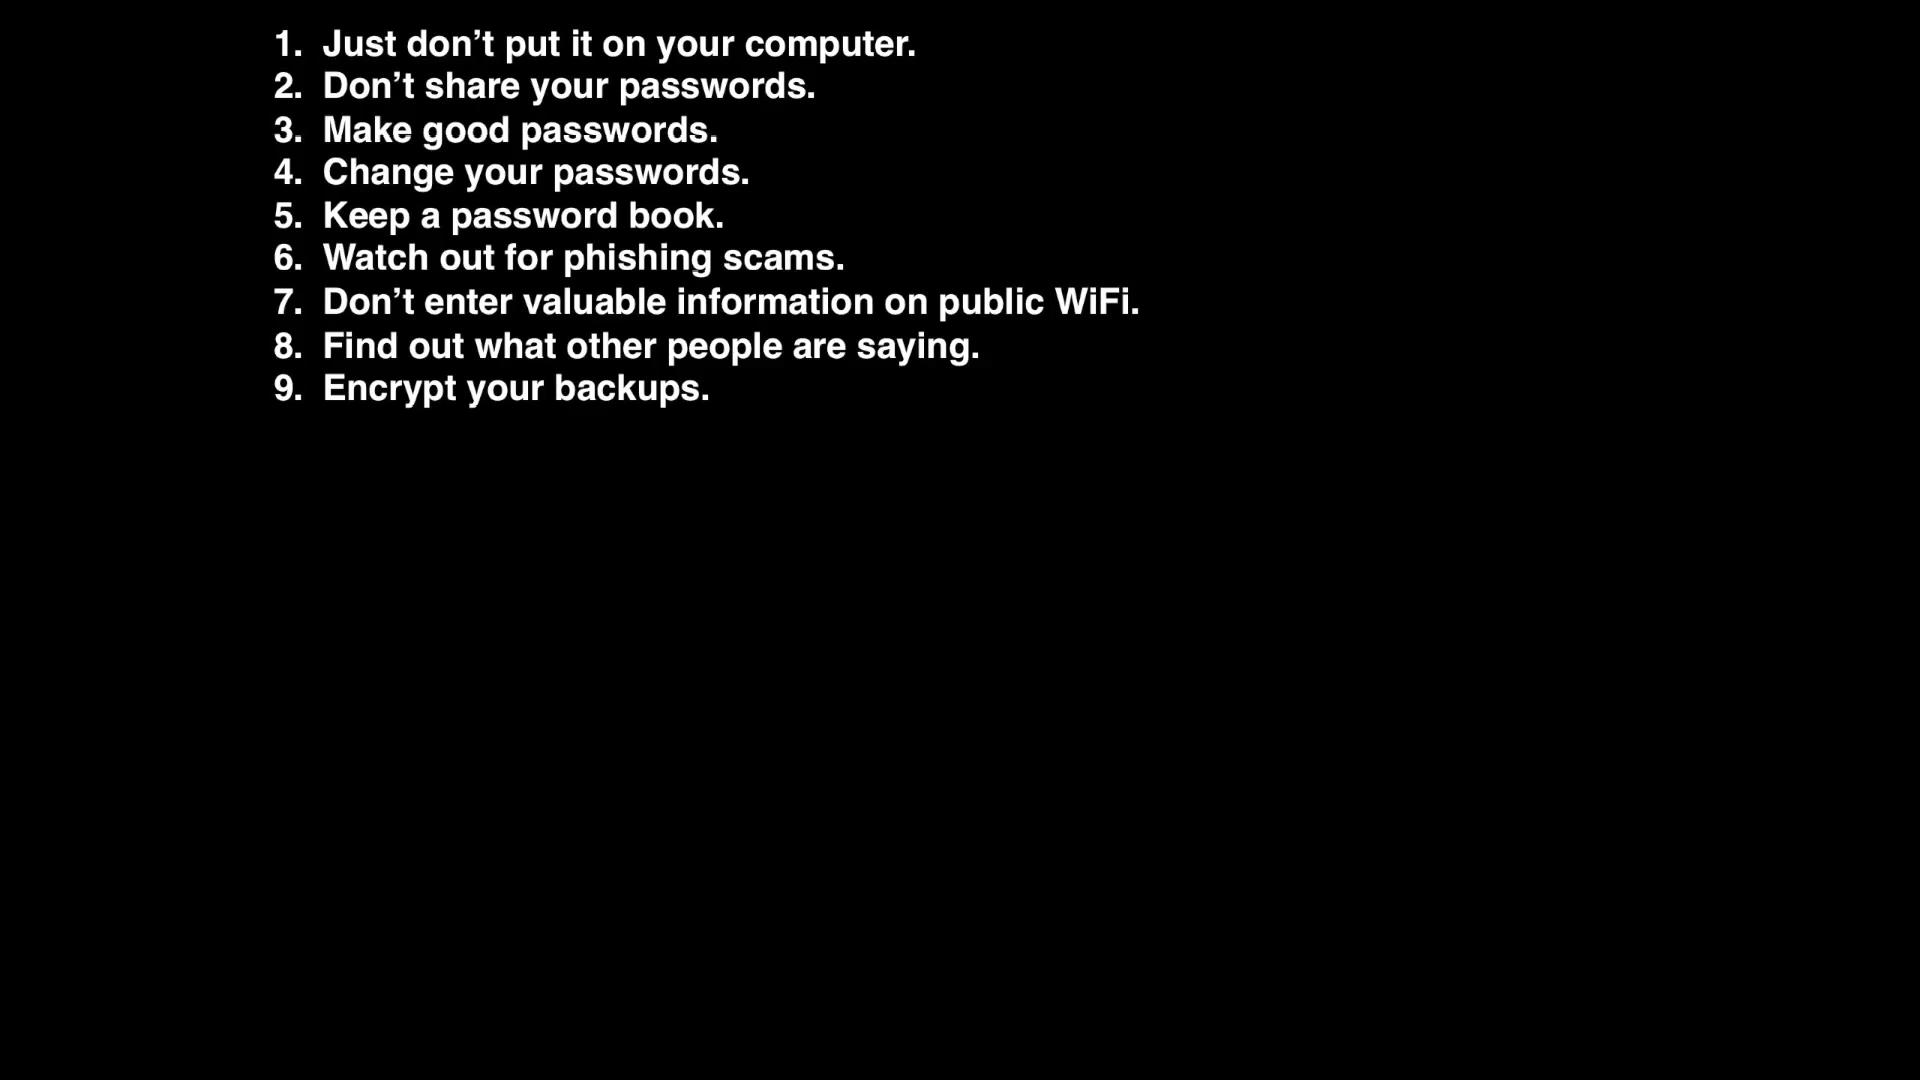 1. Just don’t put it on your computer.
2. Don’t share your passwords.
3. Make good passwords.
4. Change your passwords.
5. Keep a password book.
6. Watch out for phishing scams.
7. Don’t enter valuable information on public WiFi.
8. Find out what other people are saying.
9. Encrypt your backups.